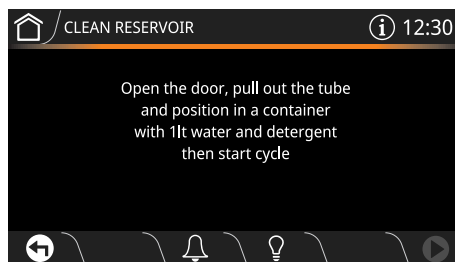 CLEAN RESERVOIR
i 12:30
Open the door, pull out the tube
and position in a container
with 1lt water and detergent
then start cycle